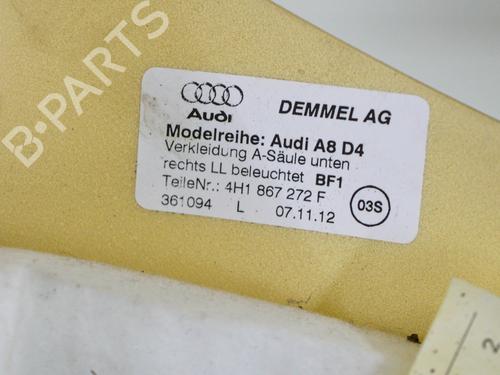 B-PARTS
Audi
DEMMEL AG
Modelreihe: Audi A8 D4
Verkleidung A-Säule unten
rechts LL beleuchtet BF1
TeileNr.: 4H1 867 272 F
03S
361094 L 07.11.12
2